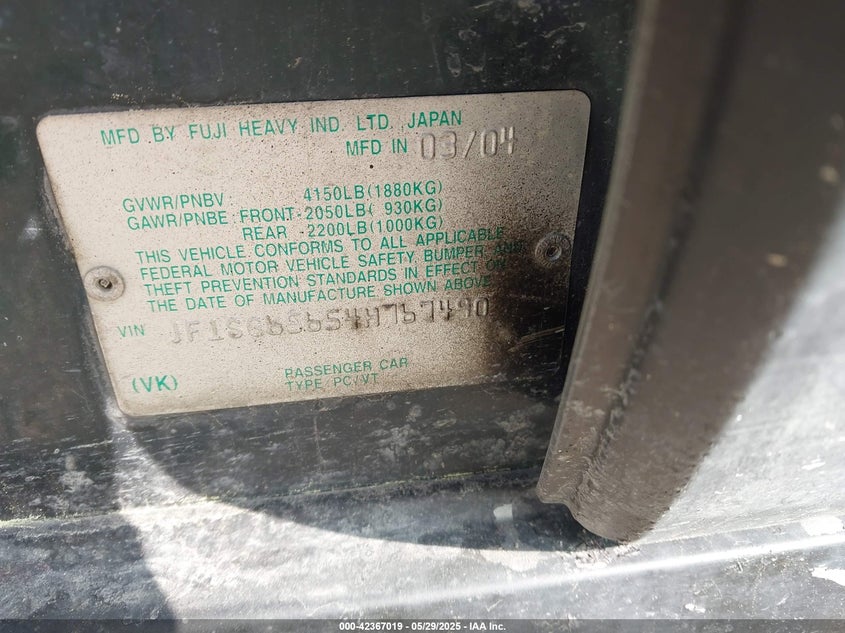 MFD BY FUJI HEAVY IND. LTD. JAPAN
MFD IN 03/04
GVWR/PNBV 4150LB(1880KG)
GAWR/PNBE: FRONT-2050LB( 930KG)
REAR -2200LB(1000KG)
THIS VEHICLE CONFORMS TO ALL APPLICABLE
FEDERAL MOTOR VEHICLE SAFETY BUMPER AND
THEFT PREVENTION STANDARDS IN EFFECT ON
THE DATE OF MANUFACTURE SHOWN ABOVE
VIN JF1SG65654H767490
(VK) PASSENGER CAR
TYPE, PC/VT
000-42367019 - 05/29/2025 - IAA Inc.